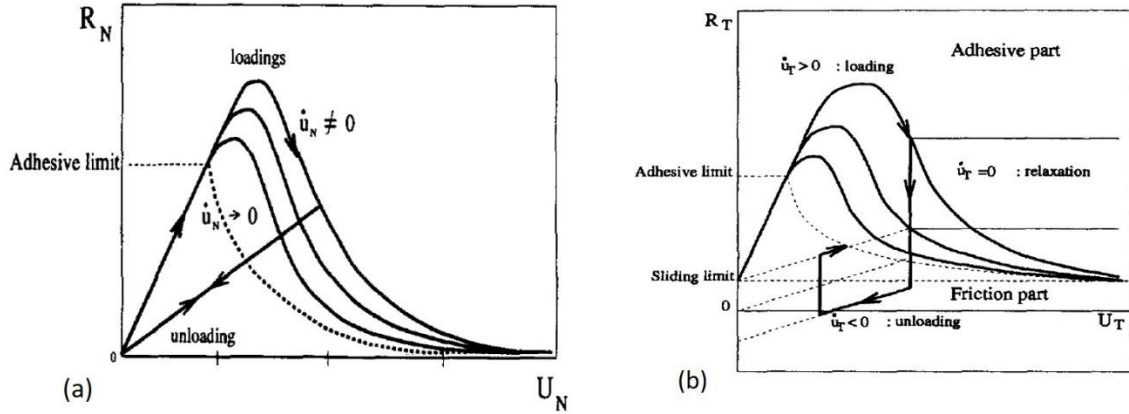 R_N
loadings
u̇_N ≠ 0
Adhesive limit
u̇_N → 0
unloading
0
(a)
U_N
R_T
Adhesive part
u̇_T > 0 : loading
Adhesive limit
u̇_T = 0 : relaxation
Sliding limit
Friction part
0
u̇_T < 0 : unloading
U_T
(b)